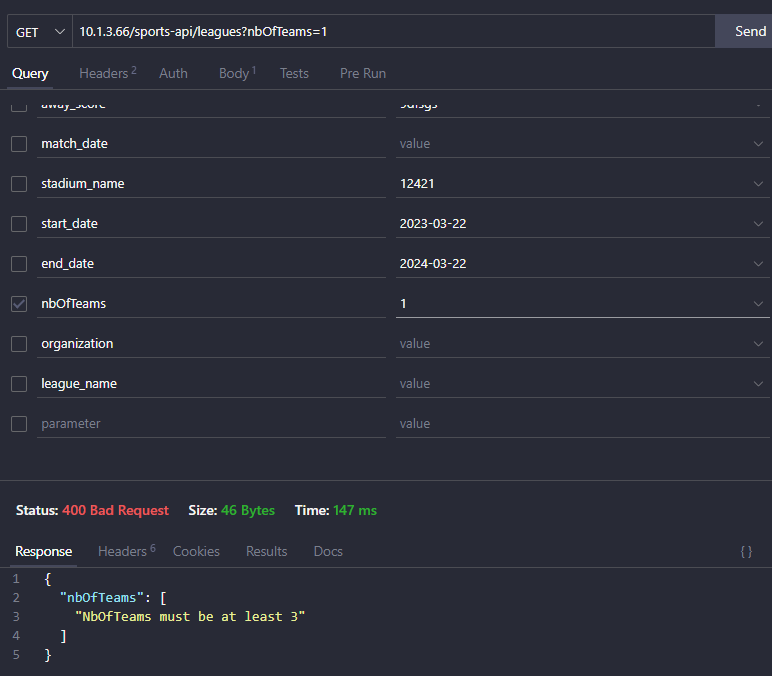 GET 10.1.3.66/sports-api/leagues?nbOfTeams=1 Send
Query Headers 2 Auth Body 1 Tests Pre Run
away_score 9dfsgs
match_date value
stadium_name 12421
start_date 2023-03-22
end_date 2024-03-22
nbOfTeams 1
organization value
league_name value
parameter value
Status: 400 Bad Request Size: 46 Bytes Time: 147 ms
Response Headers 6 Cookies Results Docs {}
1 {
2 "nbOfTeams": [
3 "NbOfTeams must be at least 3"
4 ]
5 }